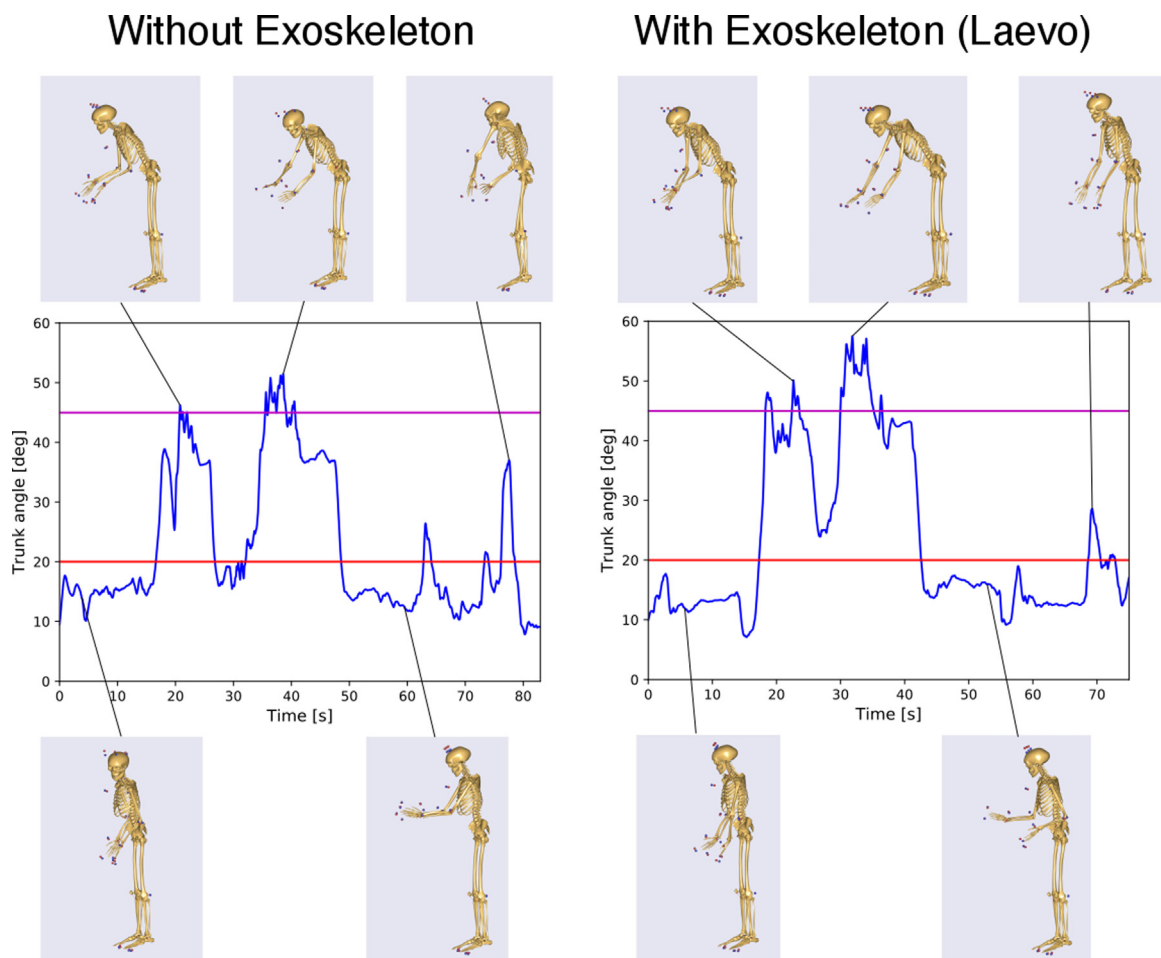 Without Exoskeleton
With Exoskeleton (Laevo)
60
50
40
30
20
10
0
Trunk angle [deg]
0 10 20 30 40 50 60 70 80
Time [s]
60
50
40
30
20
10
0
Trunk angle [deg]
0 10 20 30 40 50 60 70
Time [s]